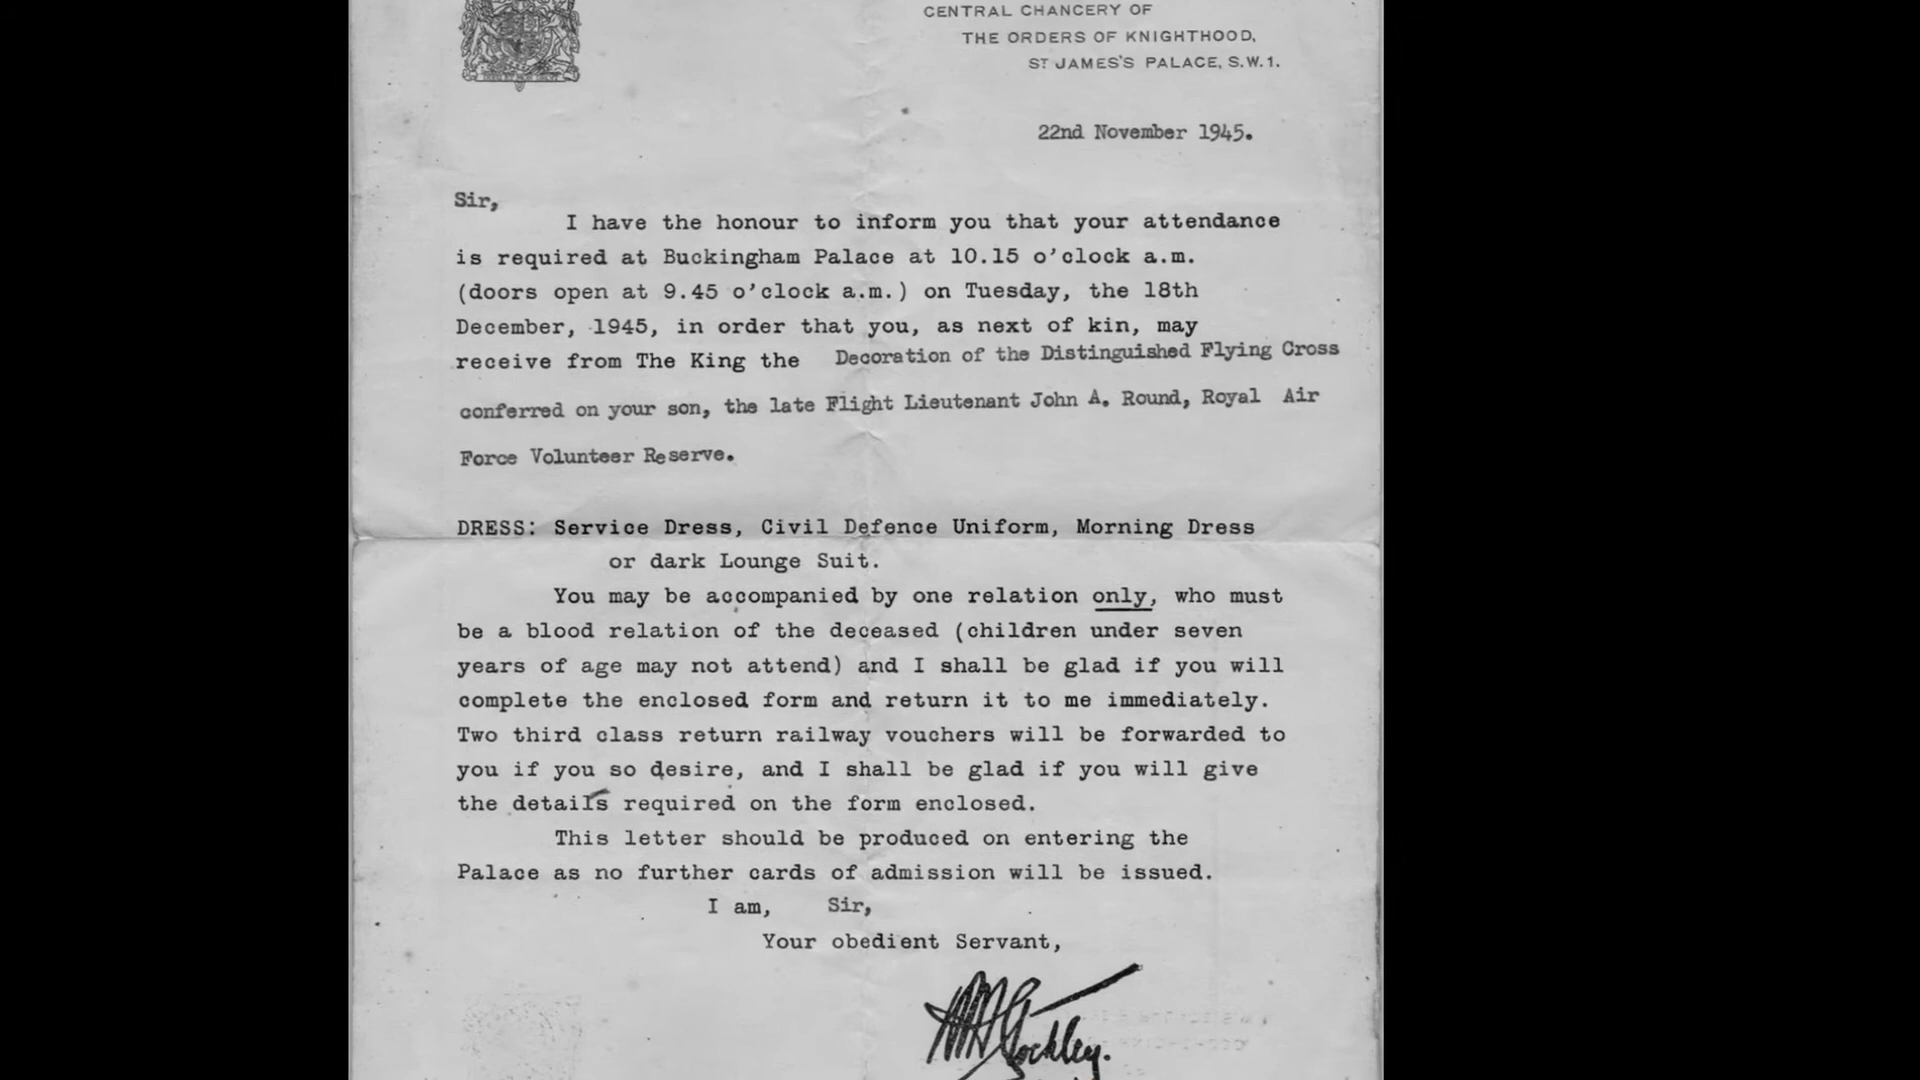 CENTRAL CHANCERY OF
THE ORDERS OF KNIGHTHOOD,
ST JAMES'S PALACE, S.W.1.
22nd November 1945.
Sir,
I have the honour to inform you that your attendance
is required at Buckingham Palace at 10.15 o'clock a.m.
(doors open at 9.45 o'clock a.m.) on Tuesday, the 18th
December, 1945, in order that you, as next of kin, may
receive from The King the Decoration of the Distinguished Flying Cross
conferred on your son, the late Flight Lieutenant John A. Round, Royal Air
Force Volunteer Reserve.
DRESS: Service Dress, Civil Defence Uniform, Morning Dress
or dark Lounge Suit.
You may be accompanied by one relation only, who must
be a blood relation of the deceased (children under seven
years of age may not attend) and I shall be glad if you will
complete the enclosed form and return it to me immediately.
Two third class return railway vouchers will be forwarded to
you if you so desire, and I shall be glad if you will give
the details required on the form enclosed.
This letter should be produced on entering the
Palace as no further cards of admission will be issued.
I am, Sir,
Your obedient Servant,